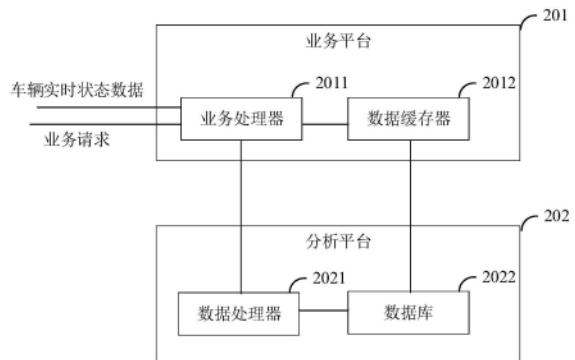 201
业务平台
车辆实时状态数据
2011
2012
业务处理器
数据缓存器
业务请求
202
分析平台
2021
2022
数据处理器
数据库